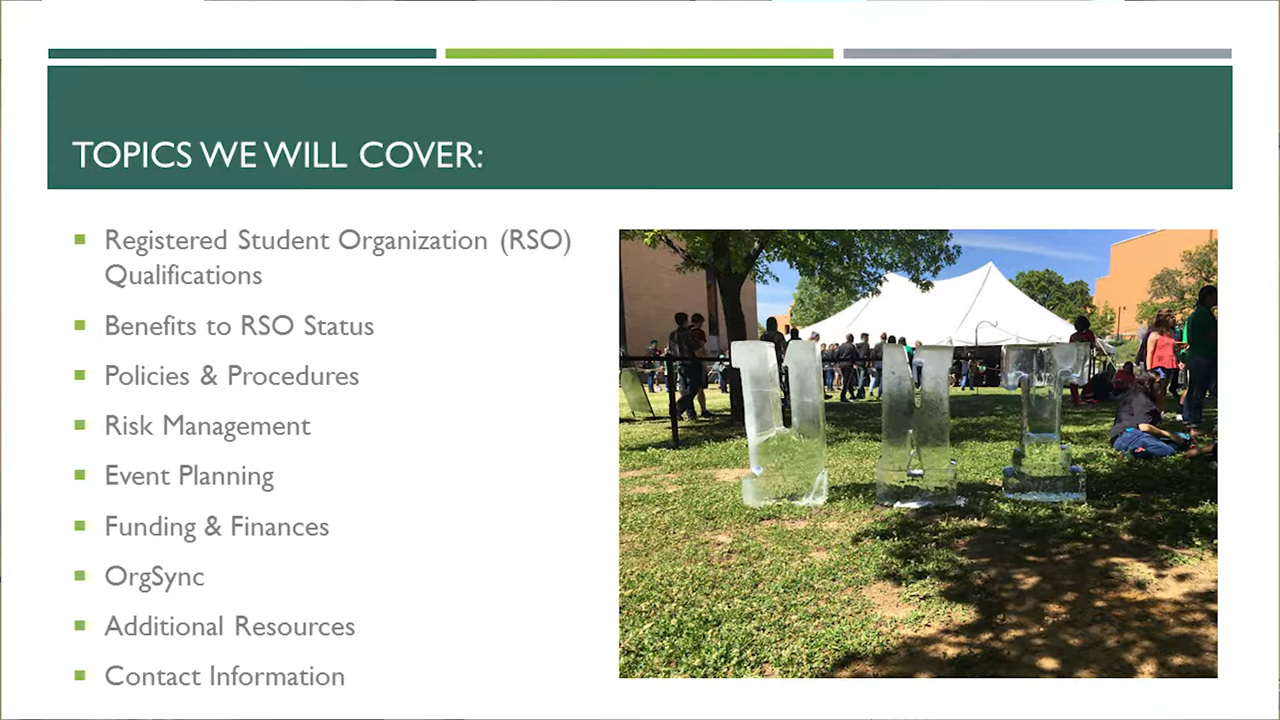 TOPICS WE WILL COVER:
Registered Student Organization (RSO)
Qualifications
Benefits to RSO Status
Policies & Procedures
Risk Management
Event Planning
Funding & Finances
OrgSync
Additional Resources
Contact Information
UNT